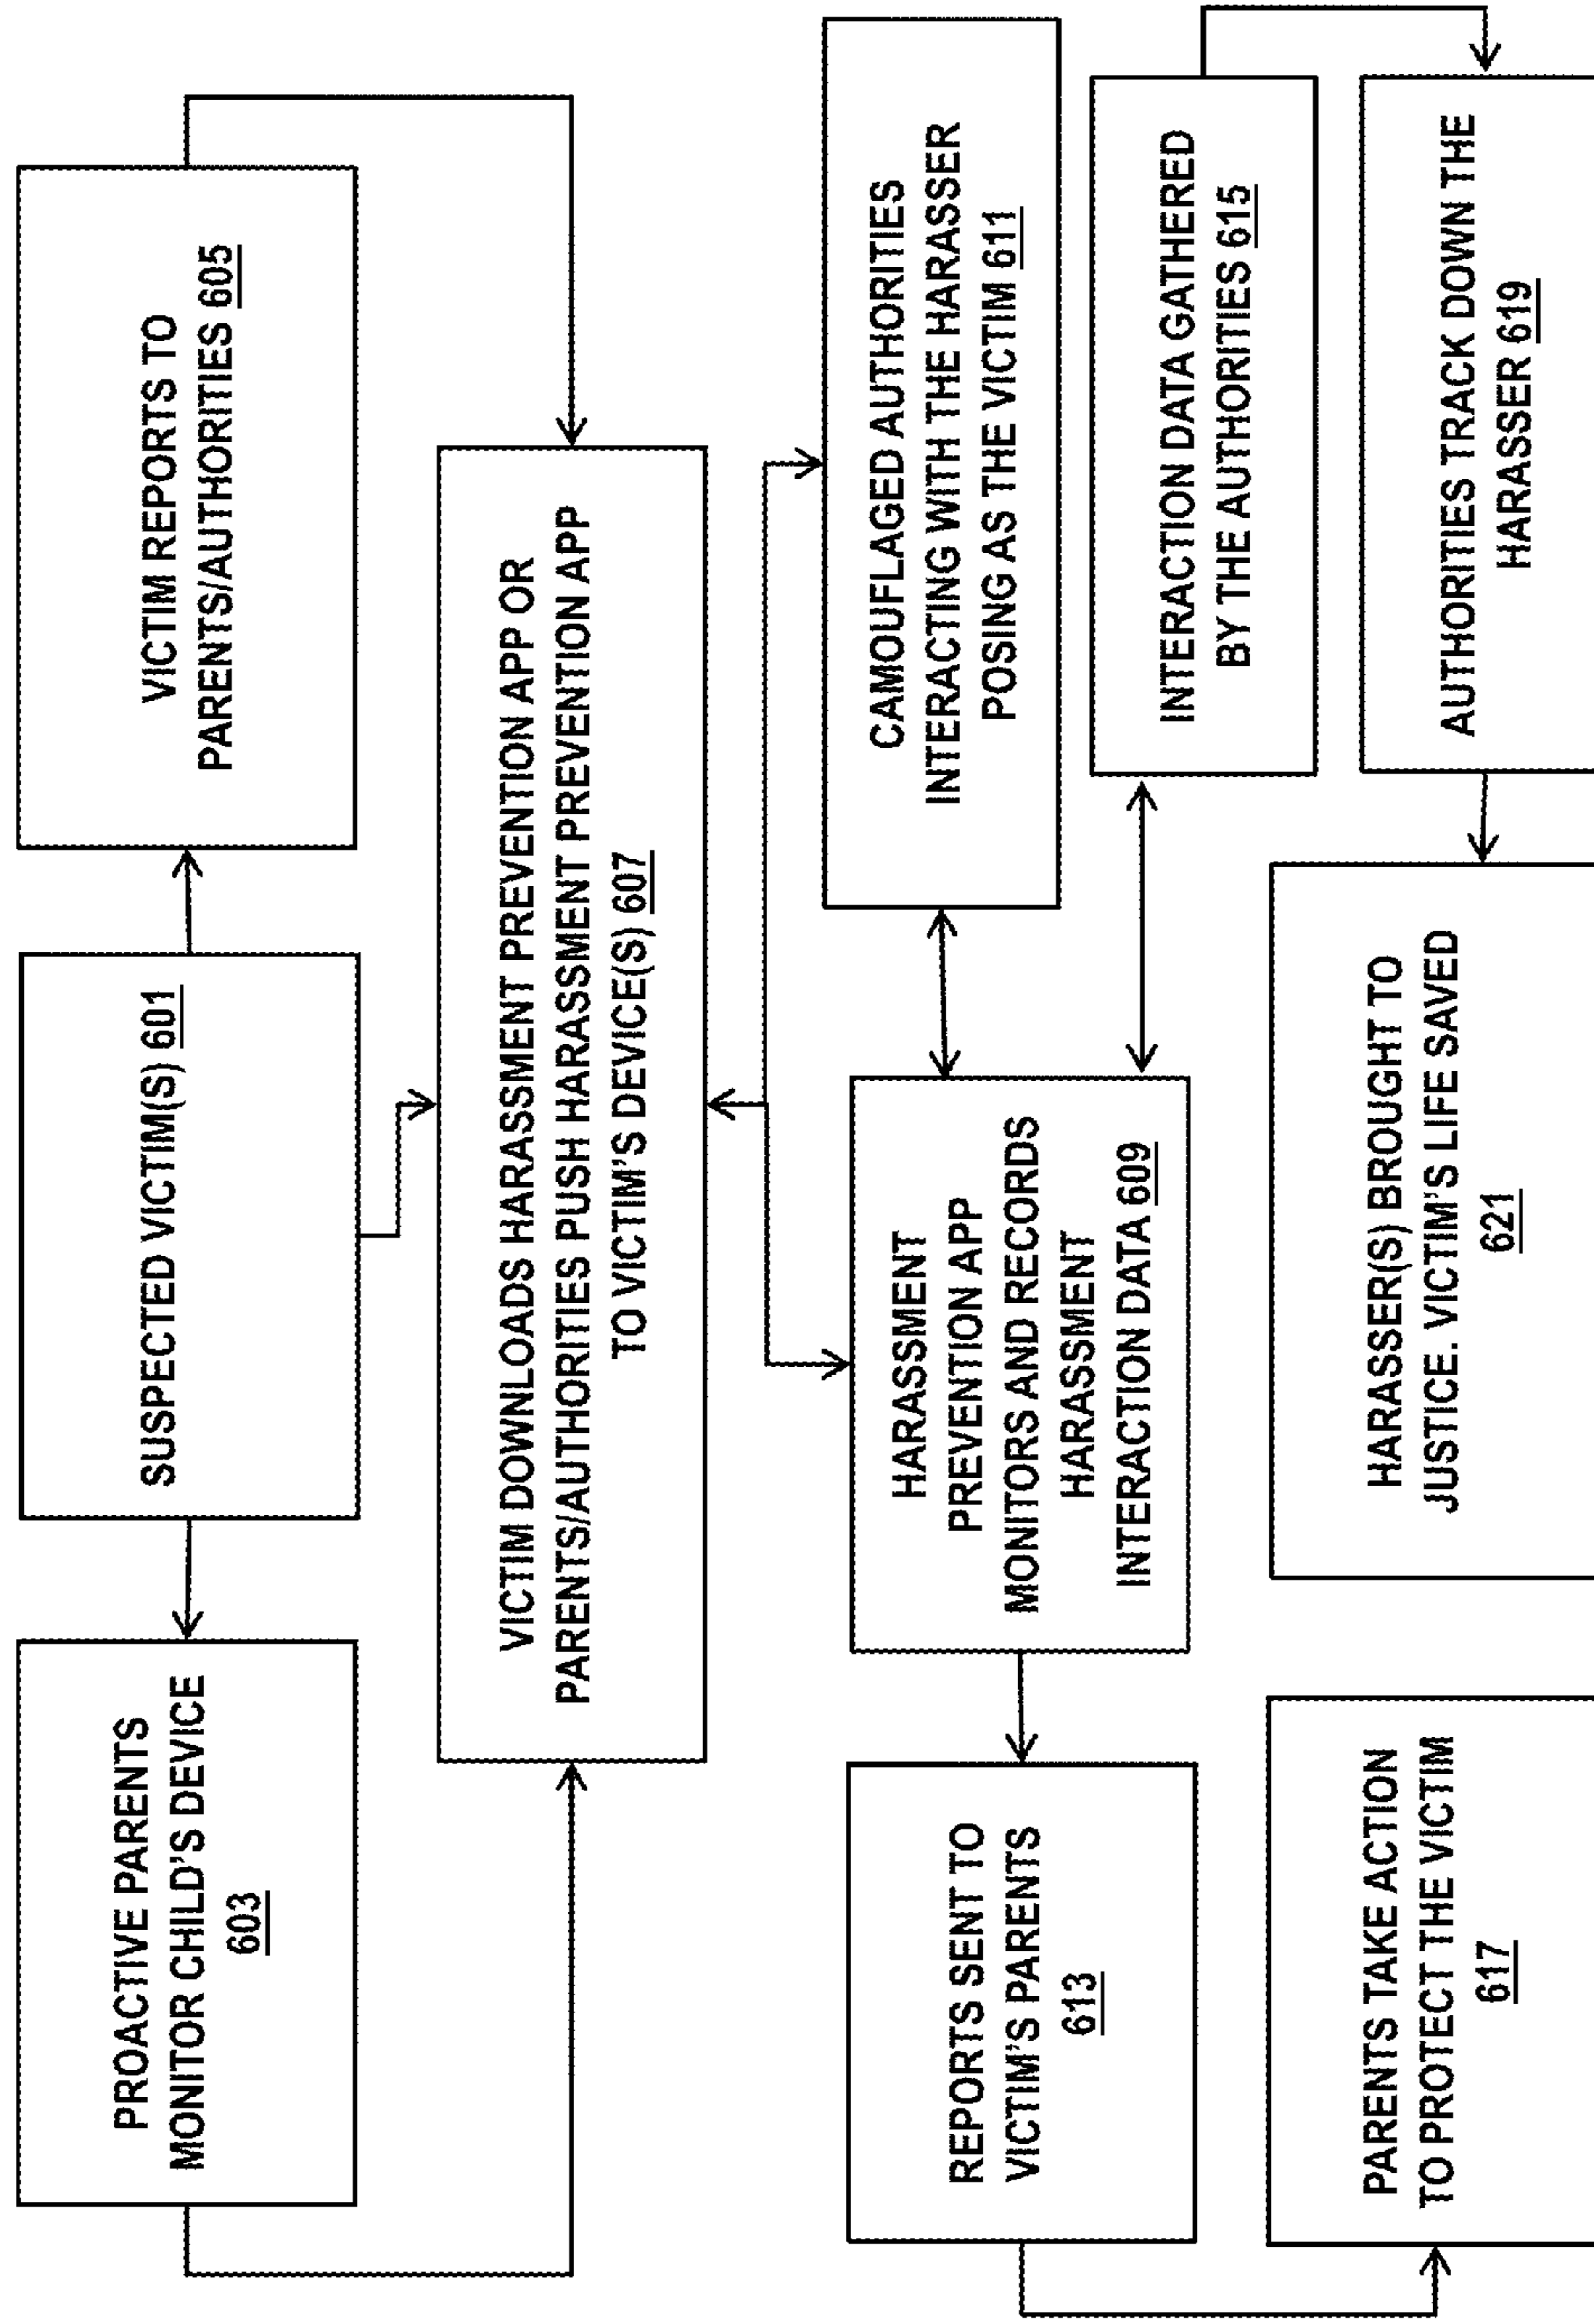 PROACTIVE PARENTS
MONITOR CHILD'S DEVICE
603
SUSPECTED VICTIM(S) 601
VICTIM REPORTS TO
PARENTS/AUTHORITIES 605
VICTIM DOWNLOADS HARASSMENT PREVENTION APP OR
PARENTS/AUTHORITIES PUSH HARASSMENT PREVENTION APP
TO VICTIM'S DEVICE(S) 607
REPORTS SENT TO
VICTIM'S PARENTS
613
HARASSMENT
PREVENTION APP
MONITORS AND RECORDS
HARASSMENT
INTERACTION DATA 609
CAMOUFLAGED AUTHORITIES
INTERACTING WITH THE HARASSER
POSING AS THE VICTIM 611
INTERACTION DATA GATHERED
BY THE AUTHORITIES 615
PARENTS TAKE ACTION
TO PROTECT THE VICTIM
617
HARASSER(S) BROUGHT TO
JUSTICE. VICTIM'S LIFE SAVED
621
AUTHORITIES TRACK DOWN THE
HARASSER 619